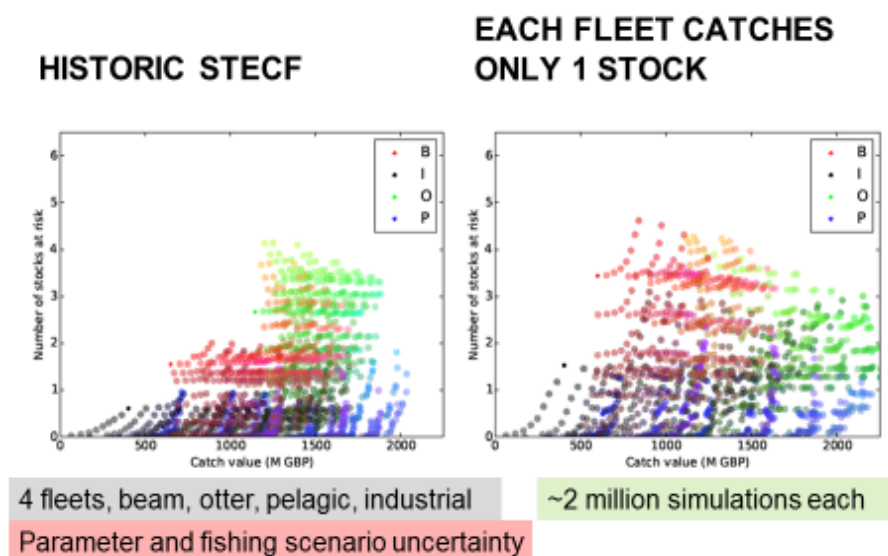 HISTORIC STECF
EACH FLEET CATCHES
ONLY 1 STOCK
6
5
4
3
2
1
0
Number of stocks at risk
B
I
O
P
0
500
1000
1500
2000
Catch value (M GBP)
6
5
4
3
2
1
0
Number of stocks at risk
B
I
O
P
0
500
1000
1500
2000
Catch value (M GBP)
4 fleets, beam, otter, pelagic, industrial
~2 million simulations each
Parameter and fishing scenario uncertainty